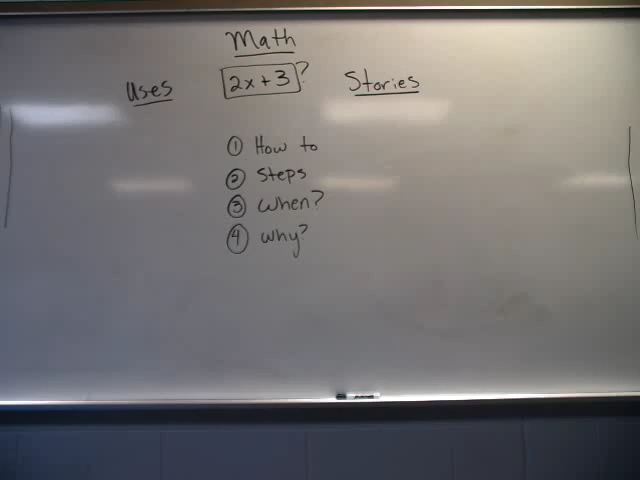 Math
Uses 2x+3? Stories
1 How to
2 Steps
3 when?
4 why?